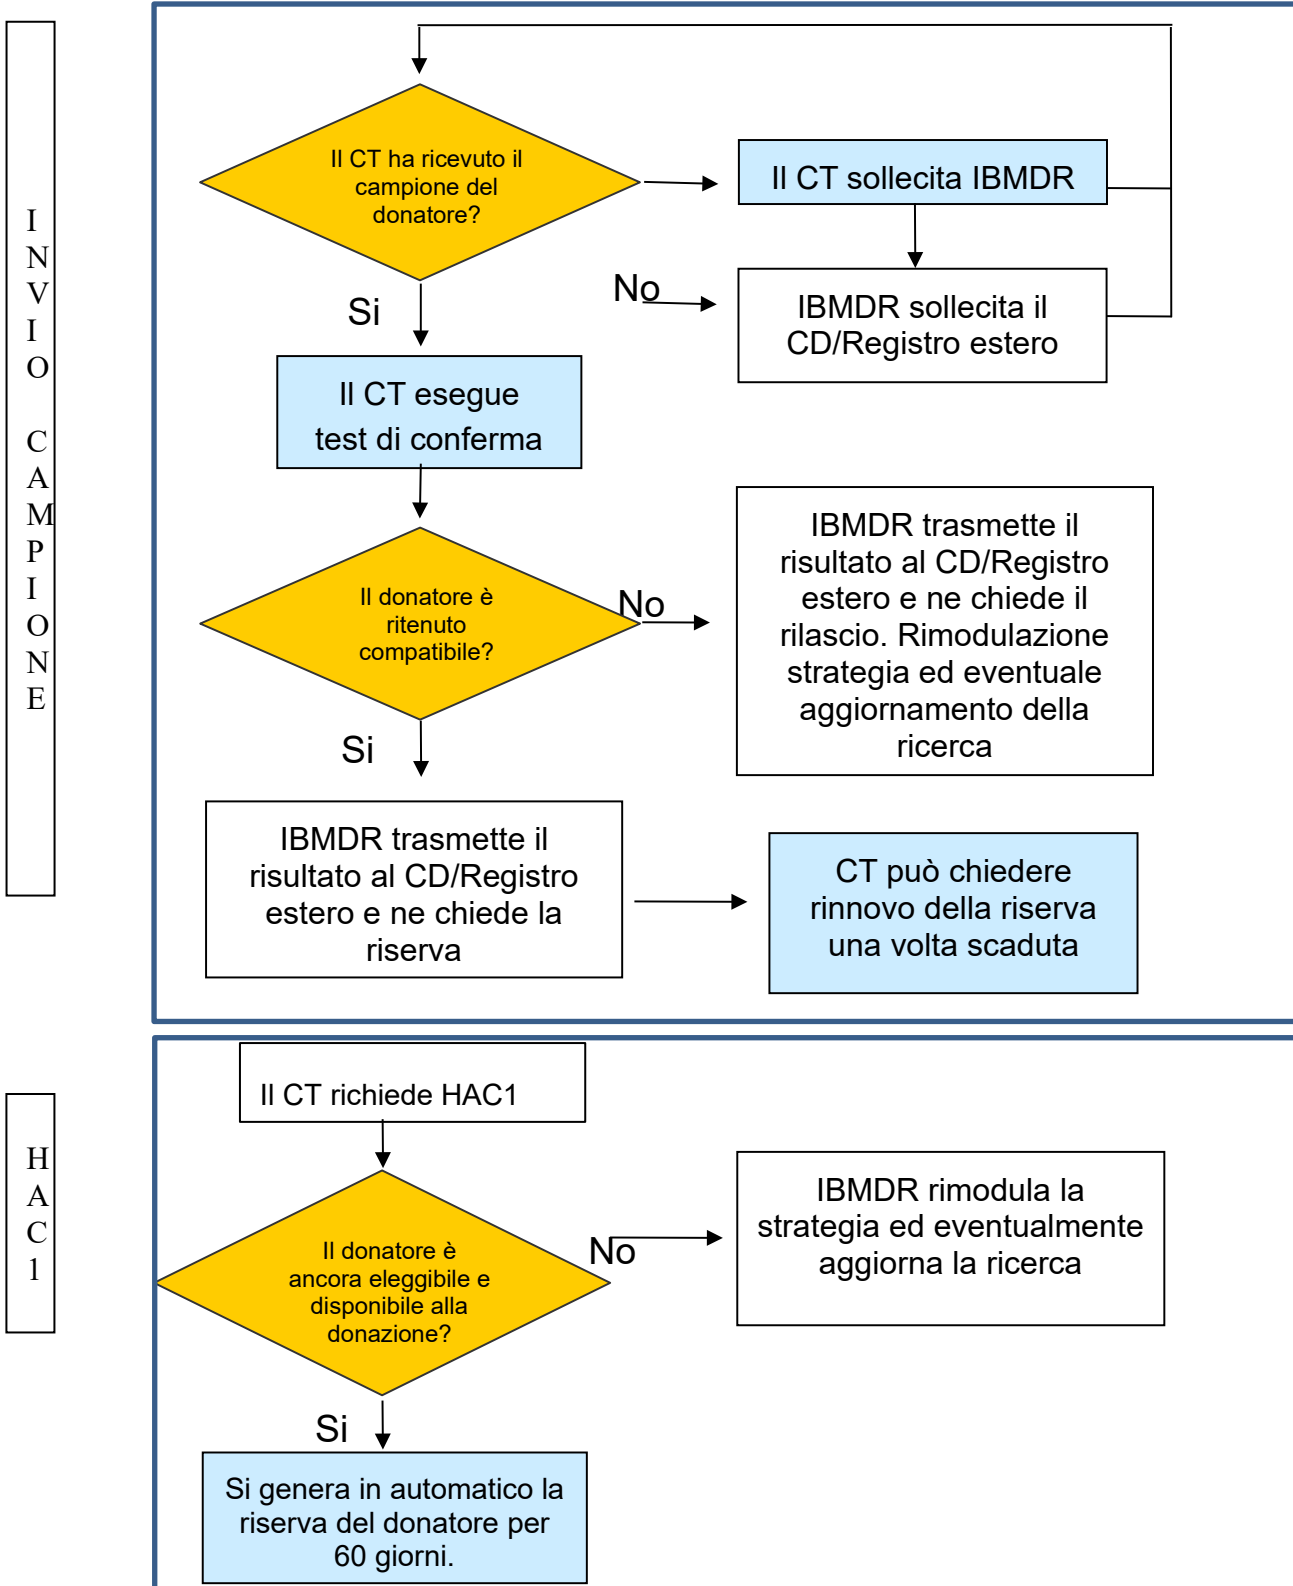 INVIO CAMPIONE
Il CT ha ricevuto il
campione del
donatore?
Il CT sollecita IBMDR
No
IBMDR sollecita il
CD/Registro estero
Si
Il CT esegue
test di conferma
Il donatore è
ritenuto
compatibile?
No
IBMDR trasmette il
risultato al CD/Registro
estero e ne chiede il
rilascio. Rimodulazione
strategia ed eventuale
aggiornamento della
ricerca
Si
IBMDR trasmette il
risultato al CD/Registro
estero e ne chiede la
riserva
CT può chiedere
rinnovo della riserva
una volta scaduta
HAC1
Il CT richiede HAC1
Il donatore è
ancora eleggibile e
disponibile alla
donazione?
No
IBMDR rimodula la
strategia ed eventualmente
aggiorna la ricerca
Si
Si genera in automatico la
riserva del donatore per
60 giorni.